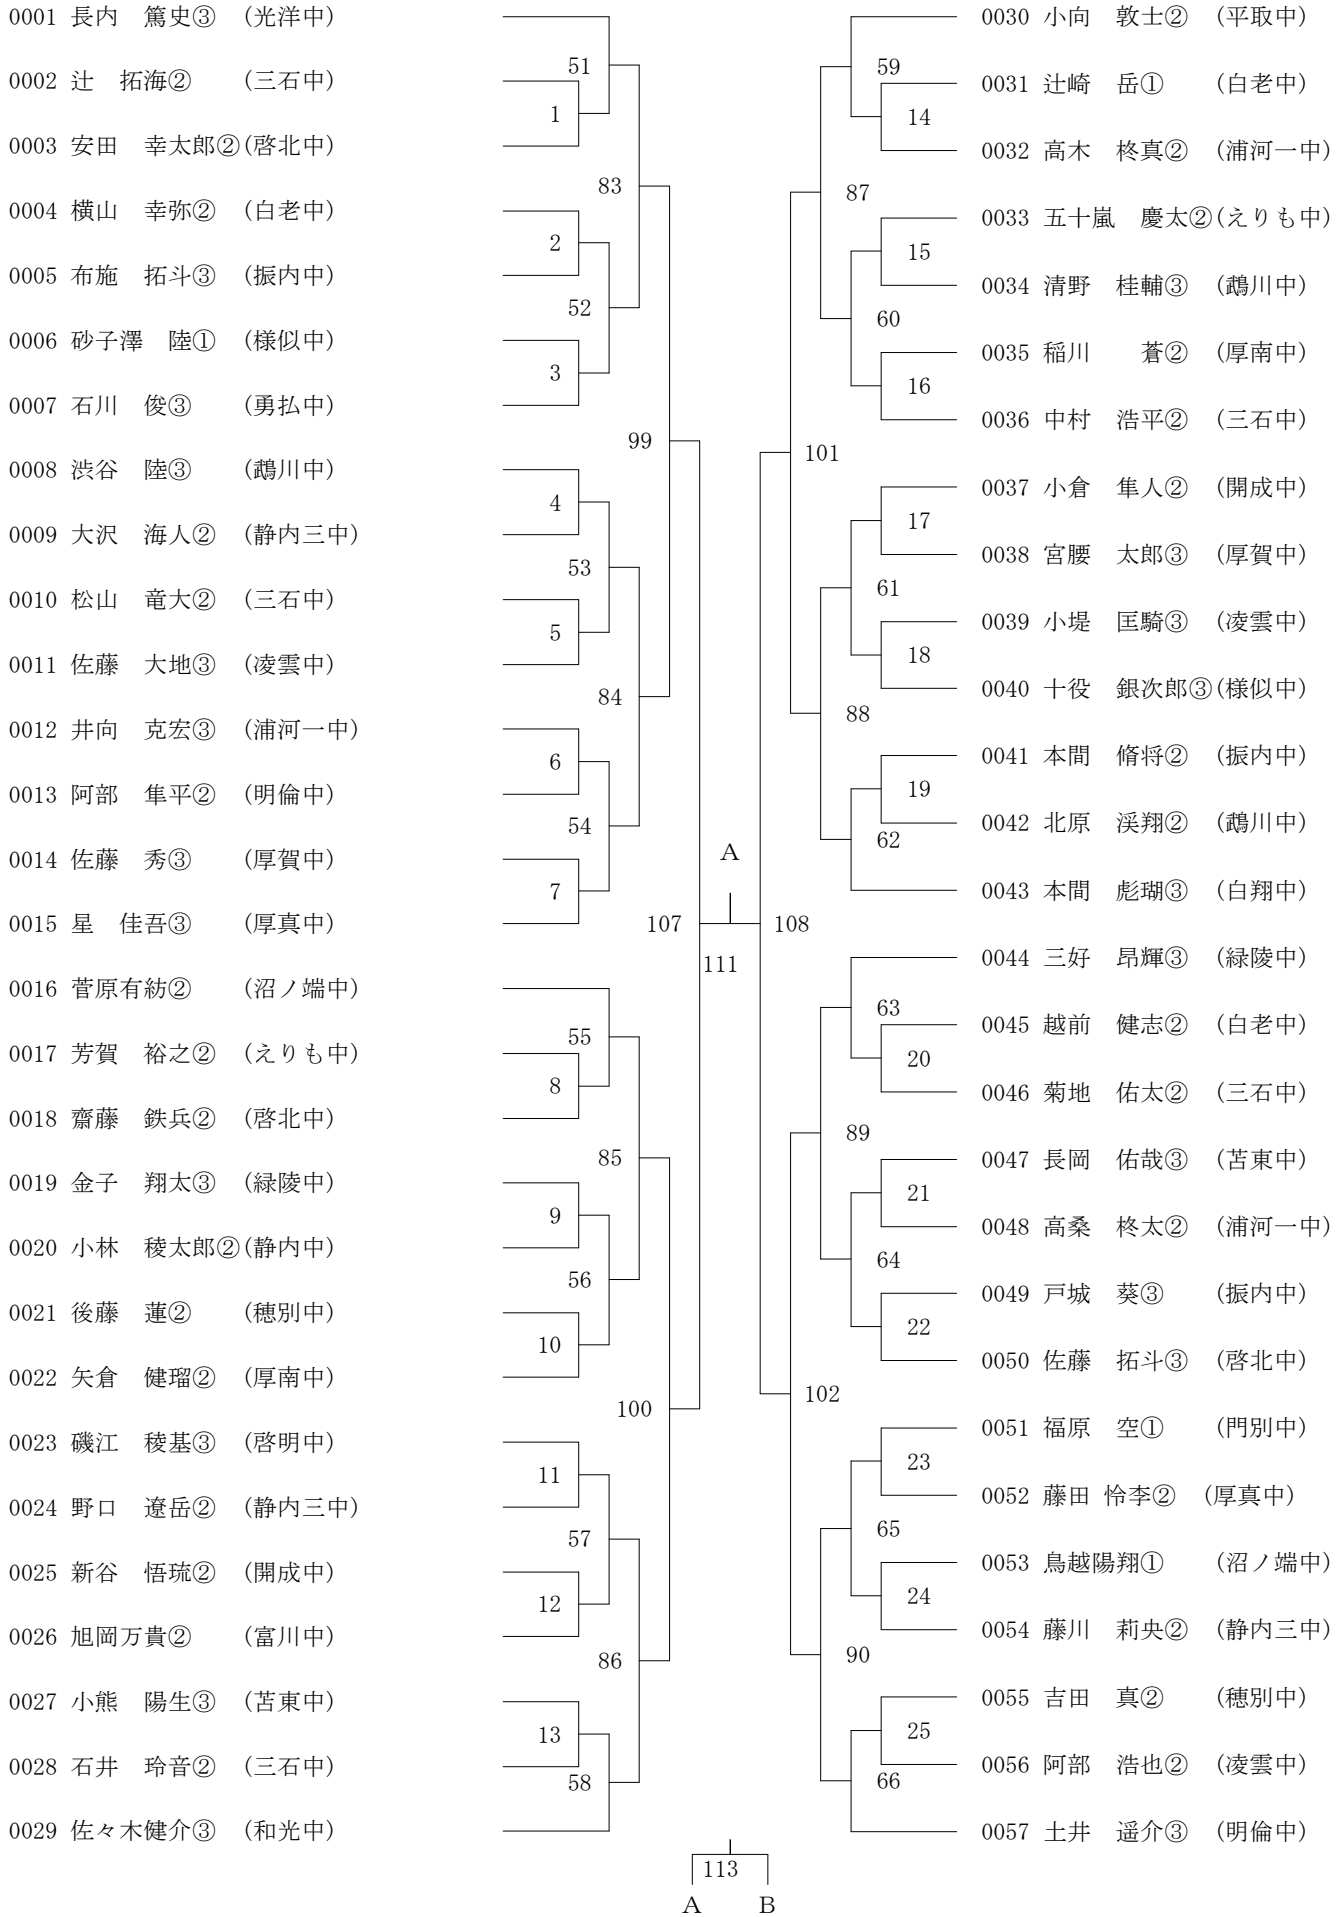 0001 長内　篤史③　(光洋中)
0002 辻　拓海②　　(三石中)
0003 安田　幸太郎②(啓北中)
0004 横山　幸弥②　(白老中)
0005 布施　拓斗③　(振内中)
0006 砂子澤　陸①　(様似中)
0007 石川　俊③　　(勇払中)
0008 渋谷　陸③　　(鵡川中)
0009 大沢　海人②　(静内三中)
0010 松山　竜大②　(三石中)
0011 佐藤　大地③　(凌雲中)
0012 井向　克宏③　(浦河一中)
0013 阿部　隼平②　(明倫中)
0014 佐藤　秀③　　(厚賀中)
0015 星　佳吾③　　(厚真中)
0016 菅原有紡②　　(沼ノ端中)
0017 芳賀　裕之②　(えりも中)
0018 齋藤　鉄兵②　(啓北中)
0019 金子　翔太③　(緑陵中)
0020 小林　稜太郎②(静内中)
0021 後藤　蓮②　　(穂別中)
0022 矢倉　健瑠②　(厚南中)
0023 磯江　稜基③　(啓明中)
0024 野口　遼岳②　(静内三中)
0025 新谷　悟琉②　(開成中)
0026 旭岡万貴②　　(富川中)
0027 小熊　陽生③　(苫東中)
0028 石井　玲音②　(三石中)
0029 佐々木健介③　(和光中)
51
1
83
2
52
3
99
4
53
5
84
6
54
7
107
55
8
85
9
56
10
100
11
57
12
86
13
58
A
111
108
113
A B
59
14
87
15
60
16
101
17
61
18
88
19
62
63
20
89
21
64
22
102
23
65
24
90
25
66
0030 小向　敦士②　(平取中)
0031 辻崎　岳①　　(白老中)
0032 高木　柊真②　(浦河一中)
0033 五十嵐　慶太②(えりも中)
0034 清野　桂輔③　(鵡川中)
0035 稲川　　蒼②　(厚南中)
0036 中村　浩平②　(三石中)
0037 小倉　隼人②　(開成中)
0038 宮腰　太郎③　(厚賀中)
0039 小堤　匡騎③　(凌雲中)
0040 十役　銀次郎③(様似中)
0041 本間　脩将②　(振内中)
0042 北原　渓翔②　(鵡川中)
0043 本間　彪瑚③　(白翔中)
0044 三好　昂輝③　(緑陵中)
0045 越前　健志②　(白老中)
0046 菊地　佑太②　(三石中)
0047 長岡　佑哉③　(苫東中)
0048 高桑　柊太②　(浦河一中)
0049 戸城　葵③　　(振内中)
0050 佐藤　拓斗③　(啓北中)
0051 福原　空①　　(門別中)
0052 藤田 怜李②　(厚真中)
0053 鳥越陽翔①　　(沼ノ端中)
0054 藤川　莉央②　(静内三中)
0055 吉田　真②　　(穂別中)
0056 阿部　浩也②　(凌雲中)
0057 土井　遥介③　(明倫中)